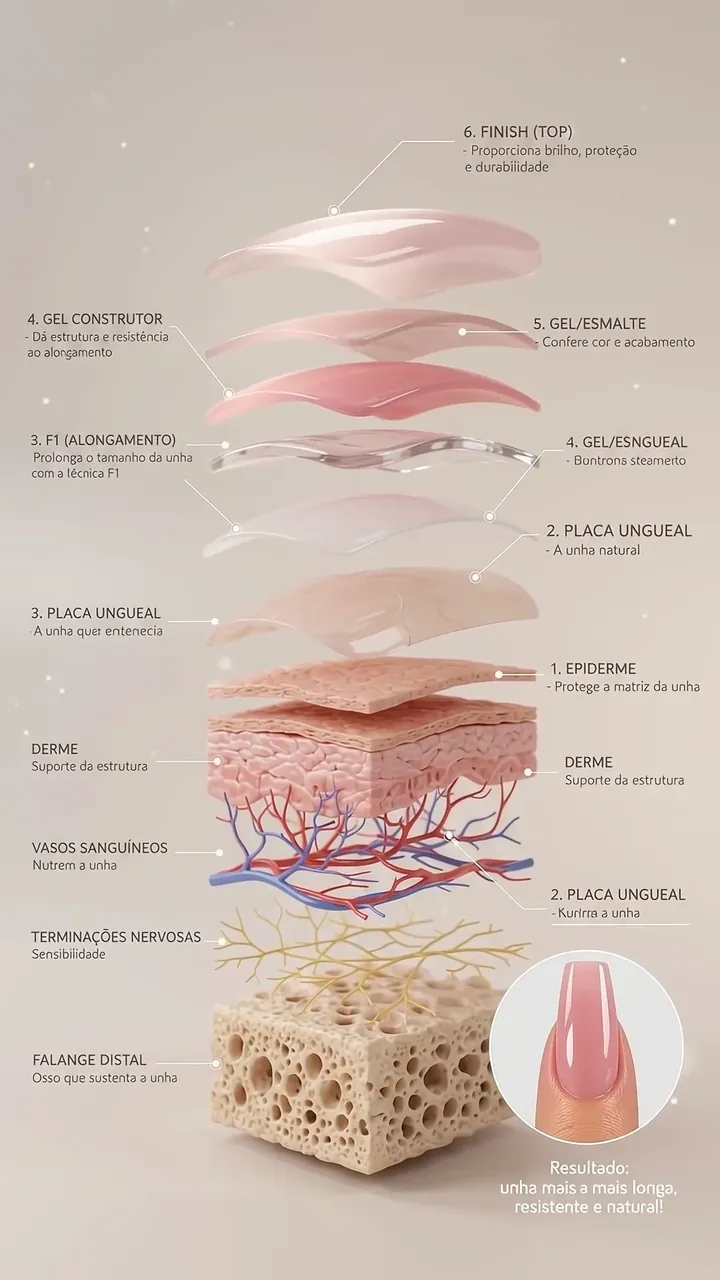 6. FINISH (TOP)
- Proporciona brilho, proteção
e durabilidade
4. GEL CONSTRUTOR
- Dá estrutura e resistência
ao alongamento
5. GEL/ESMALTE
- Confere cor e acabamento
3. F1 (ALONGAMENTO)
Prolonga o tamanho da unha
com a técnica F1
4. GEL/ESNGUEAL
- Buntrons steamerto
2. PLACA UNGUEAL
- A unha natural
3. PLACA UNGUEAL
- A unha quer entenecia
1. EPIDERME
- Protege a matriz da unha
DERME
Suporte da estrutura
DERME
Suporte da estrutura
VASOS SANGUÍNEOS
Nutrem a unha
2. PLACA UNGUEAL
- a unha
TERMINAÇÕES NERVOSAS
Sensibilidade
FALANGE DISTAL
Osso que sustenta a unha
Resultado:
unha mais a mais longa,
resistente e natural!